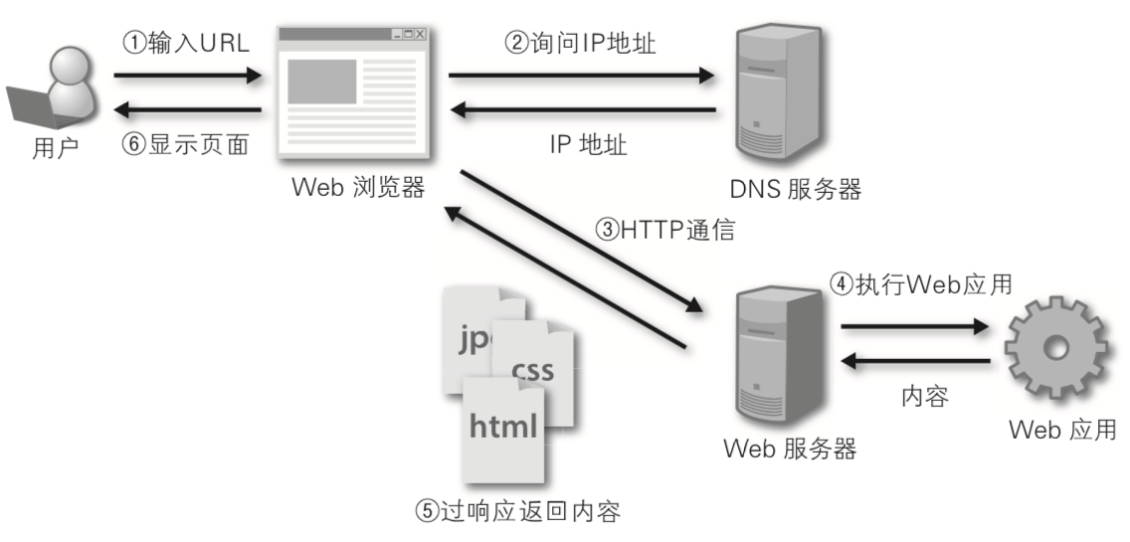 ①输入URL
②询问IP地址
用户
⑥显示页面
IP 地址
Web 浏览器
DNS 服务器
③HTTP通信
④执行Web应用
jp
css
html
内容
Web 服务器
Web 应用
⑤过响应返回内容